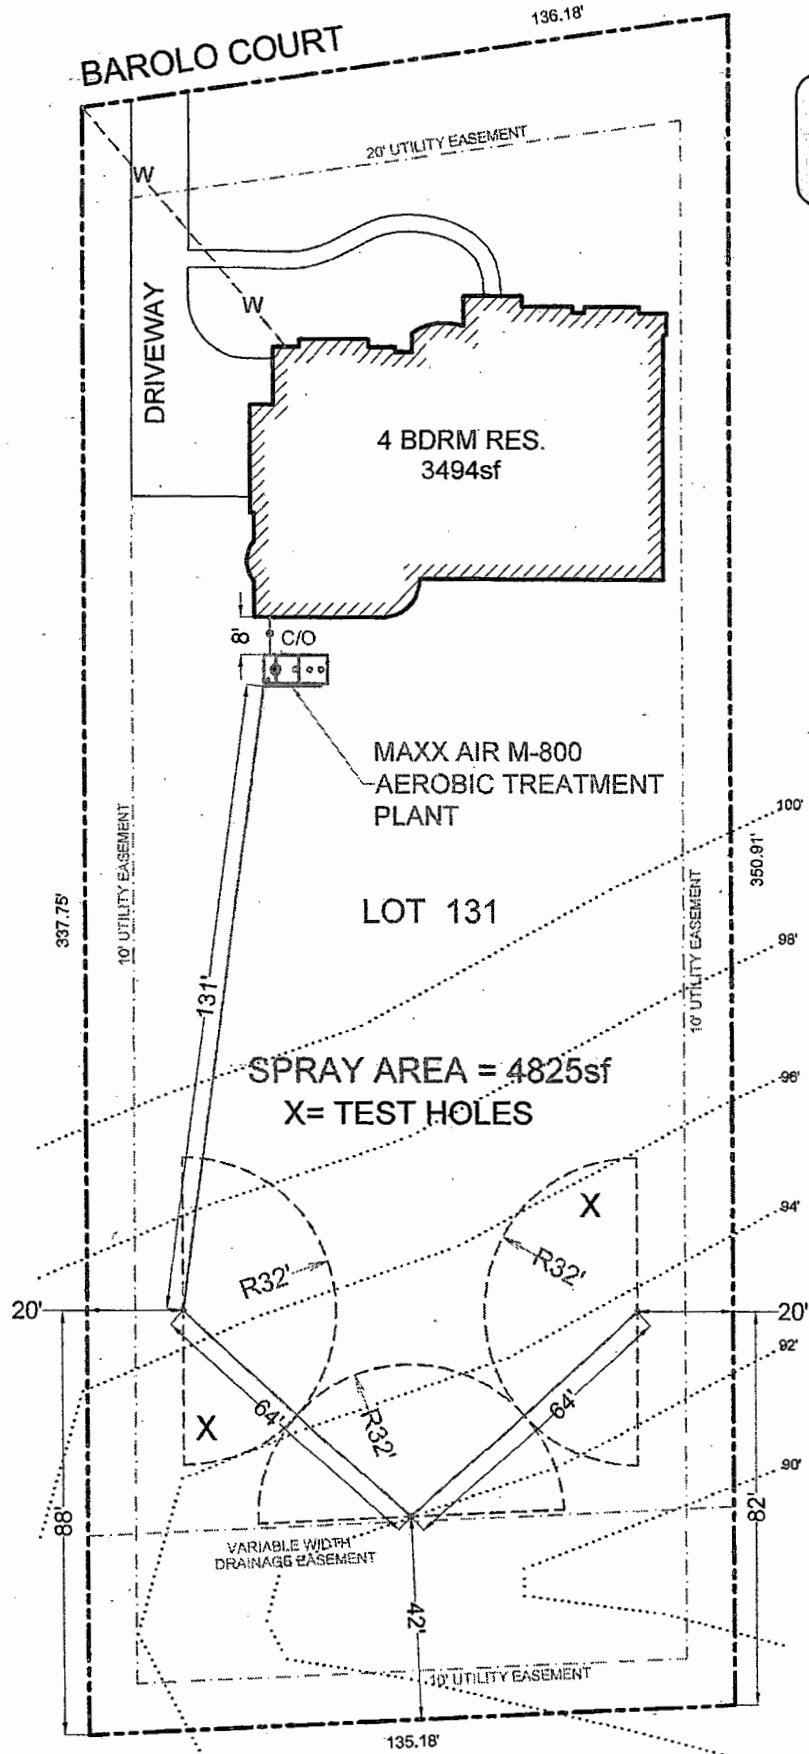 136.18'
BAROLO COURT
20' UTILITY EASEMENT
W
W
DRIVEWAY
4 BDRM RES.
3494sf
8'
C/O
MAXX AIR M-800
AEROBIC TREATMENT
PLANT
100'
10' UTILITY EASEMENT
350.91'
LOT 131
337.75'
10' UTILITY EASEMENT
98'
131'
SPRAY AREA = 4825sf
X= TEST HOLES
96'
X
94'
R32'
R32'
20'
20'
92'
64'
R32'
64'
X
90'
88'
82'
VARIABLE WIDTH
DRAINAGE EASEMENT
42'
10' UTILITY EASEMENT
135.18'